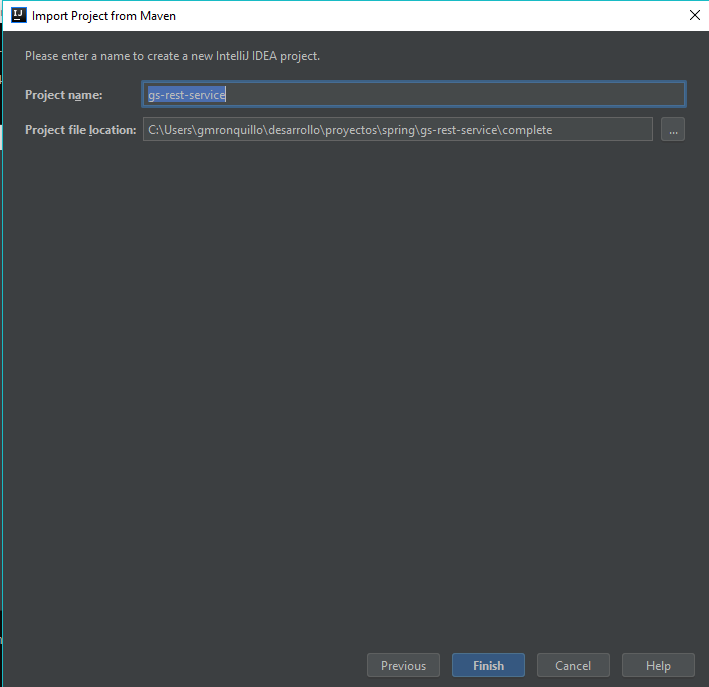 IJ Import Project from Maven
Please enter a name to create a new IntelliJ IDEA project.
Project name: gs-rest-service
Project file location: C:\Users\gmronquillo\desarrollo\proyectos\spring\gs-rest-service\complete ...
Previous Finish Cancel Help